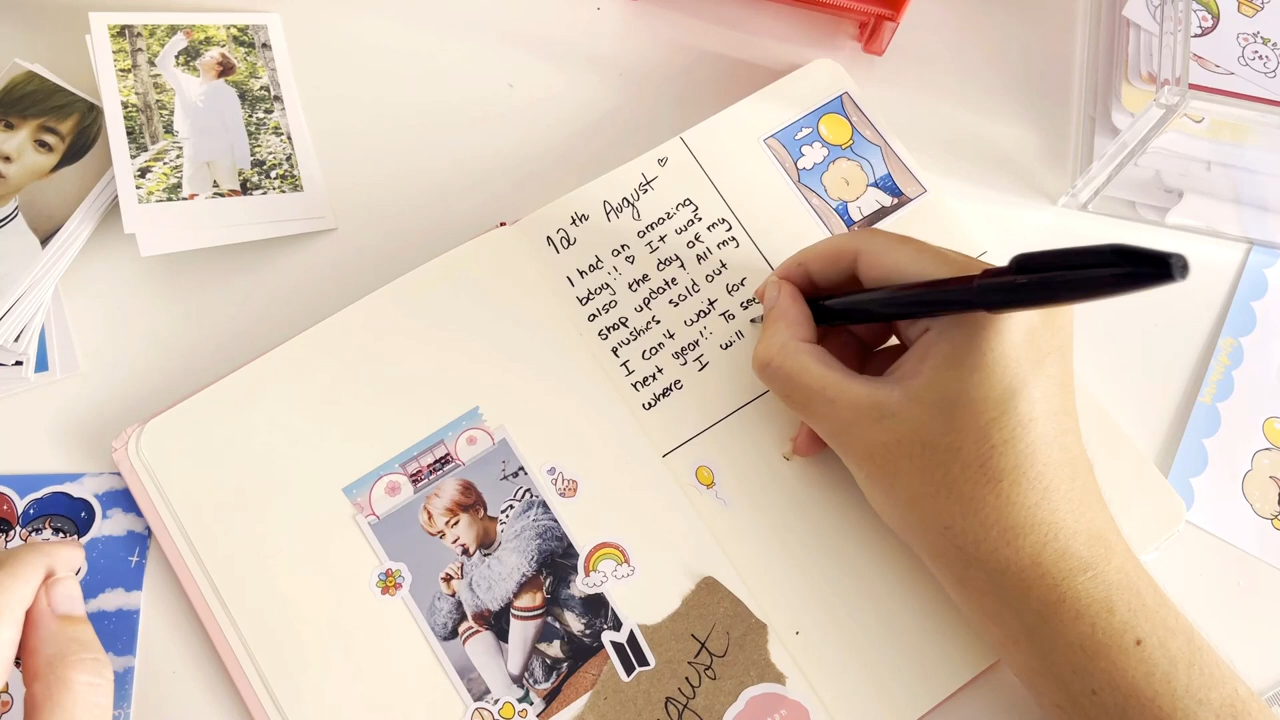 12th August
I had an amazing
bday!! It was
also the day of my
shop update! All my
plushies sold out
I can't wait for
next year!! To see
where I will